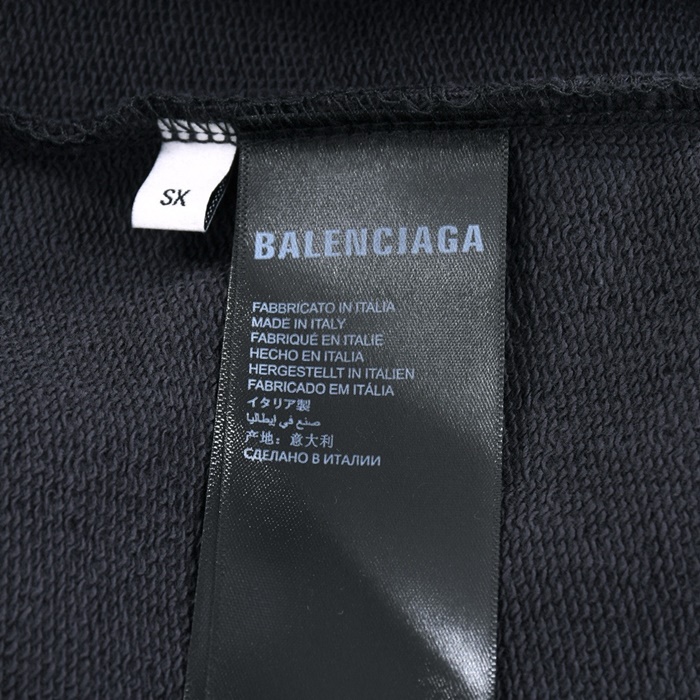 SX
BALENCIAGA
FABBRICATO IN ITALIA
MADE IN ITALY
FABRIQUÉ EN ITALIE
HECHO EN ITALIA
HERGESTELLT IN ITALIEN
FABRICADO EM ITÁLIA
イタリア製
صنع في إيطاليا
产地：意大利
СДЕЛАНО В ИТАЛИИ